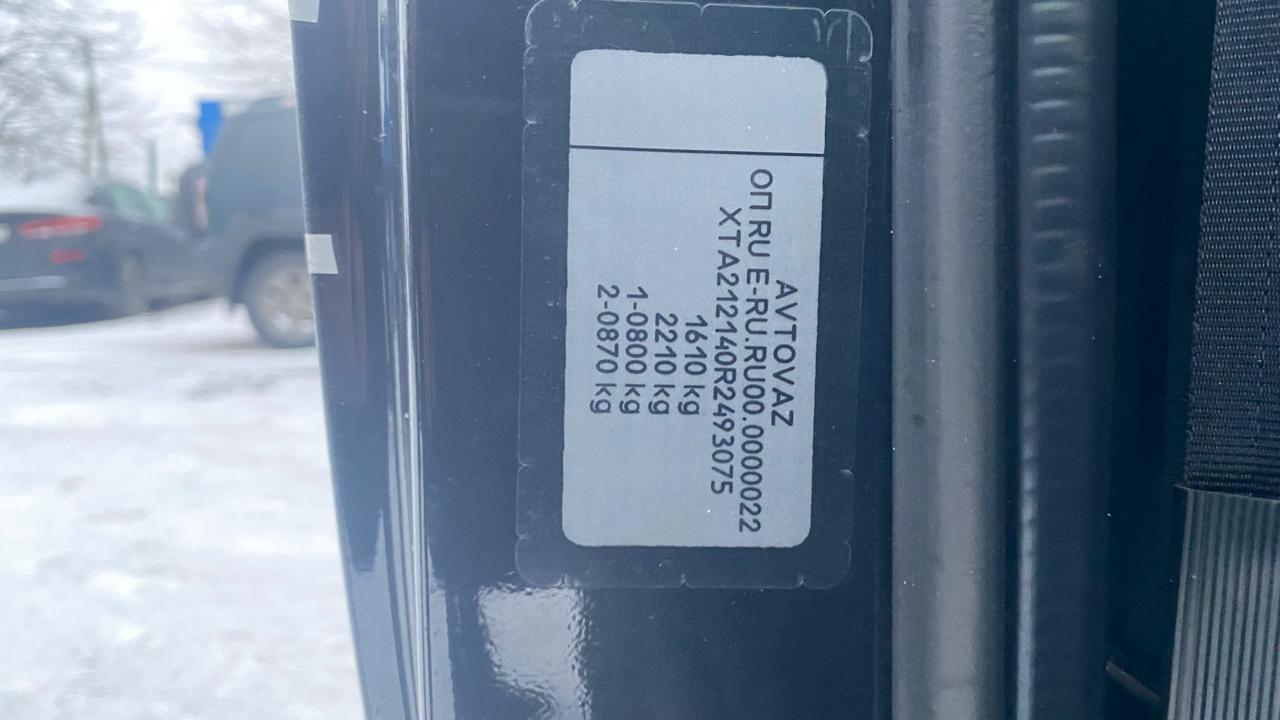 AVTOVAZ
ОП RU E-RU.RU00.0000022
XTA212140R2493075
1610 kg
2210 kg
1-0800 kg
2-0870 kg